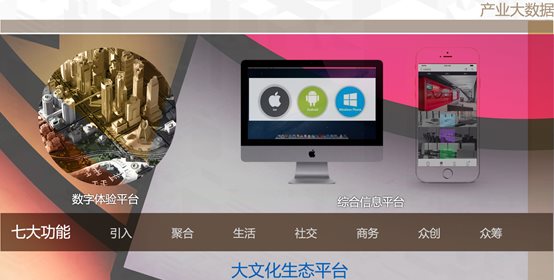 产业大数据
数字体验平台
综合信息平台
七大功能 引入 聚合 生活 社交 商务 众创 众筹
大文化生态平台